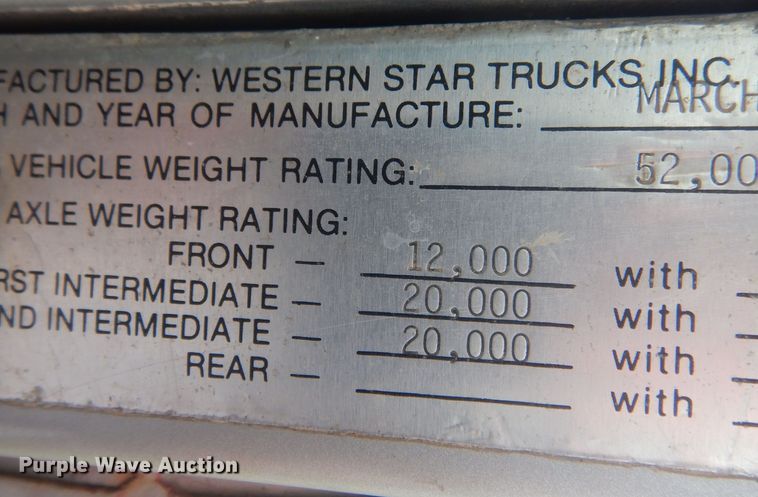 FACTURED BY: WESTERN STAR TRUCKS INC.
H AND YEAR OF MANUFACTURE: MARCH
VEHICLE WEIGHT RATING: 52,00
AXLE WEIGHT RATING:
FRONT — 12,000 with
RST INTERMEDIATE — 20,000 with
ND INTERMEDIATE — 20,000 with
REAR — with
Purple Wave Auction